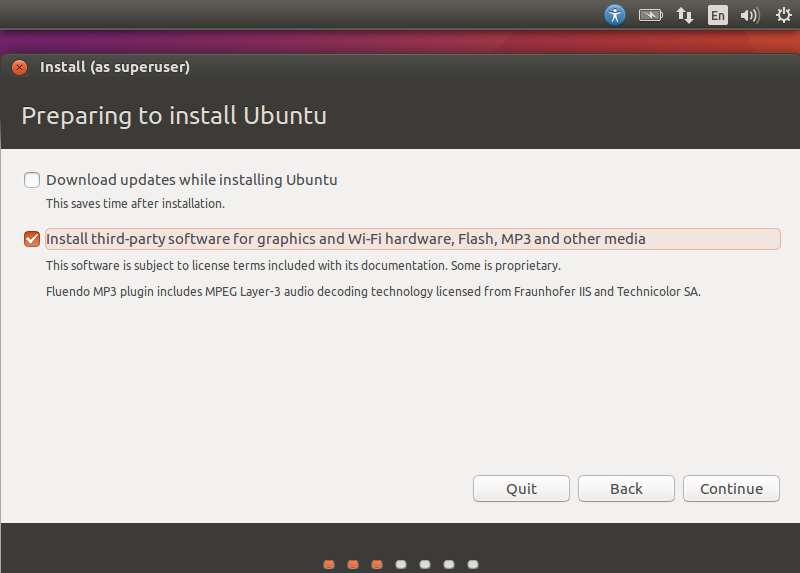 En
Install (as superuser)
Preparing to install Ubuntu
Download updates while installing Ubuntu
This saves time after installation.
Install third-party software for graphics and Wi-Fi hardware, Flash, MP3 and other media
This software is subject to license terms included with its documentation. Some is proprietary.
Fluendo MP3 plugin includes MPEG Layer-3 audio decoding technology licensed from Fraunhofer IIS and Technicolor SA.
Quit Back Continue